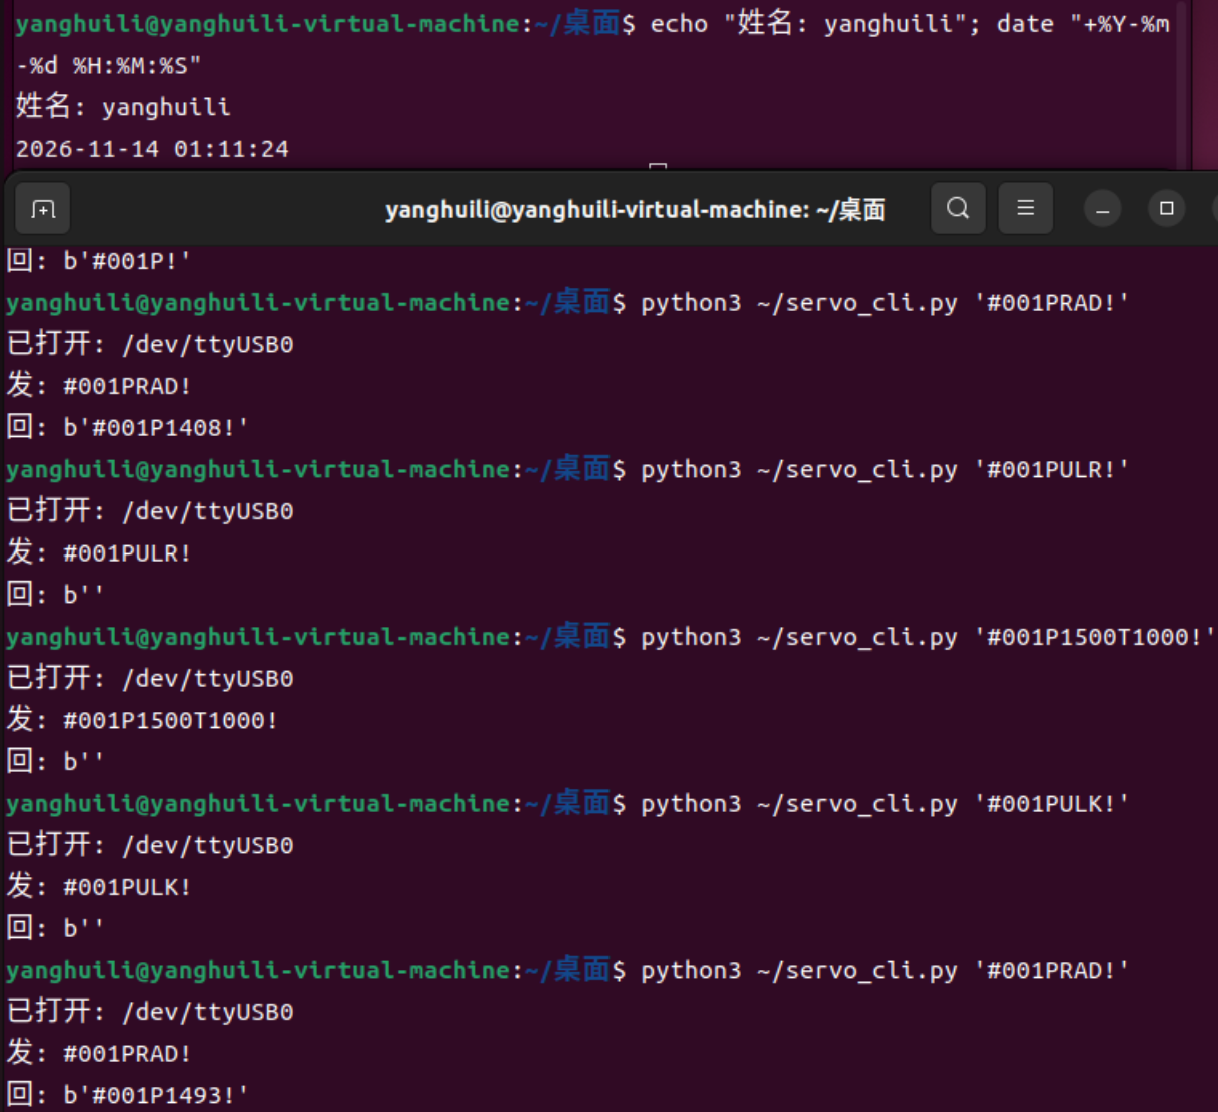 yanghuili@yanghuili-virtual-machine:~/桌面$ echo "姓名: yanghuili"; date "+%Y-%m
-%d %H:%M:%S"
姓名: yanghuili
2026-11-14 01:11:24
yanghuili@yanghuili-virtual-machine: ~/桌面
回: b'#001P!'
yanghuili@yanghuili-virtual-machine:~/桌面$ python3 ~/servo_cli.py '#001PRAD!'
已打开: /dev/ttyUSB0
发: #001PRAD!
回: b'#001P1408!'
yanghuili@yanghuili-virtual-machine:~/桌面$ python3 ~/servo_cli.py '#001PULR!'
已打开: /dev/ttyUSB0
发: #001PULR!
回: b''
yanghuili@yanghuili-virtual-machine:~/桌面$ python3 ~/servo_cli.py '#001P1500T1000!'
已打开: /dev/ttyUSB0
发: #001P1500T1000!
回: b''
yanghuili@yanghuili-virtual-machine:~/桌面$ python3 ~/servo_cli.py '#001PULK!'
已打开: /dev/ttyUSB0
发: #001PULK!
回: b''
yanghuili@yanghuili-virtual-machine:~/桌面$ python3 ~/servo_cli.py '#001PRAD!'
已打开: /dev/ttyUSB0
发: #001PRAD!
回: b'#001P1493!'